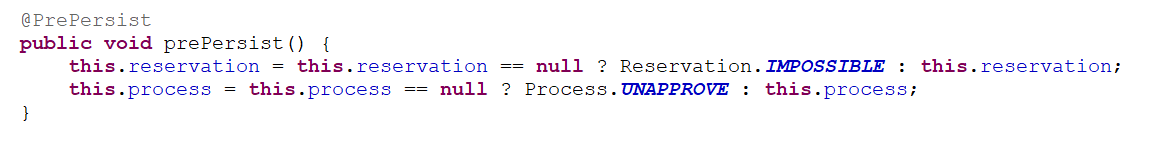 @PrePersist
public void prePersist() {
    this.reservation = this.reservation == null ? Reservation.IMPOSSIBLE : this.reservation;
    this.process = this.process == null ? Process.UNAPPROVE : this.process;
}